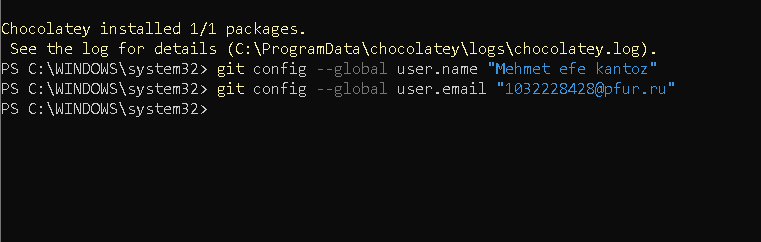 Chocolatey installed 1/1 packages.
 See the log for details (C:\ProgramData\chocolatey\logs\chocolatey.log).
PS C:\WINDOWS\system32> git config --global user.name "Mehmet efe kantoz"
PS C:\WINDOWS\system32> git config --global user.email "1032228428@pfur.ru"
PS C:\WINDOWS\system32>